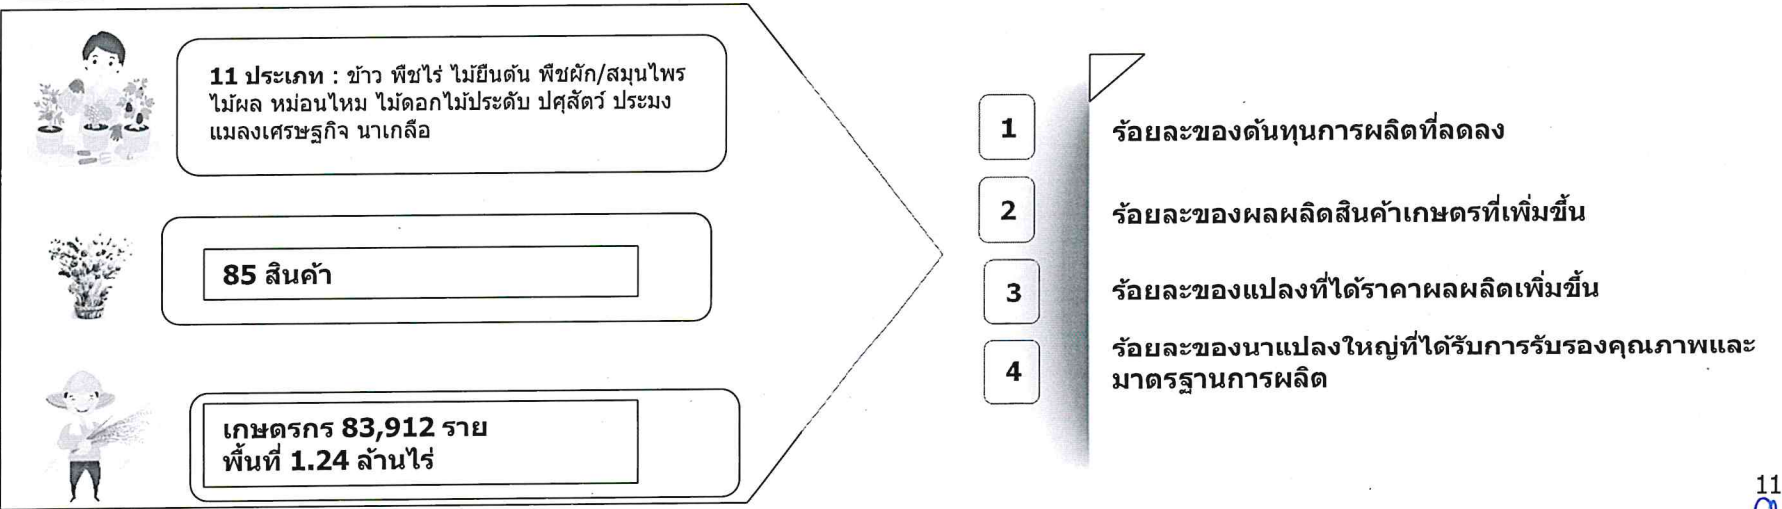 11 ประเภท : ข้าว พืชไร่ ไม้ยืนต้น พืชผัก/สมุนไพร
ไม้ผล หม่อนไหม ไม้ดอกไม้ประดับ ปศุสัตว์ ประมง
แมลงเศรษฐกิจ นาเกลือ
85 สินค้า
เกษตรกร 83,912 ราย
พื้นที่ 1.24 ล้านไร่
1 ร้อยละของต้นทุนการผลิตที่ลดลง
2 ร้อยละของผลผลิตสินค้าเกษตรที่เพิ่มขึ้น
3 ร้อยละของแปลงที่ได้ราคาผลผลิตเพิ่มขึ้น
4 ร้อยละของนาแปลงใหญ่ที่ได้รับการรับรองคุณภาพและ
มาตรฐานการผลิต
11